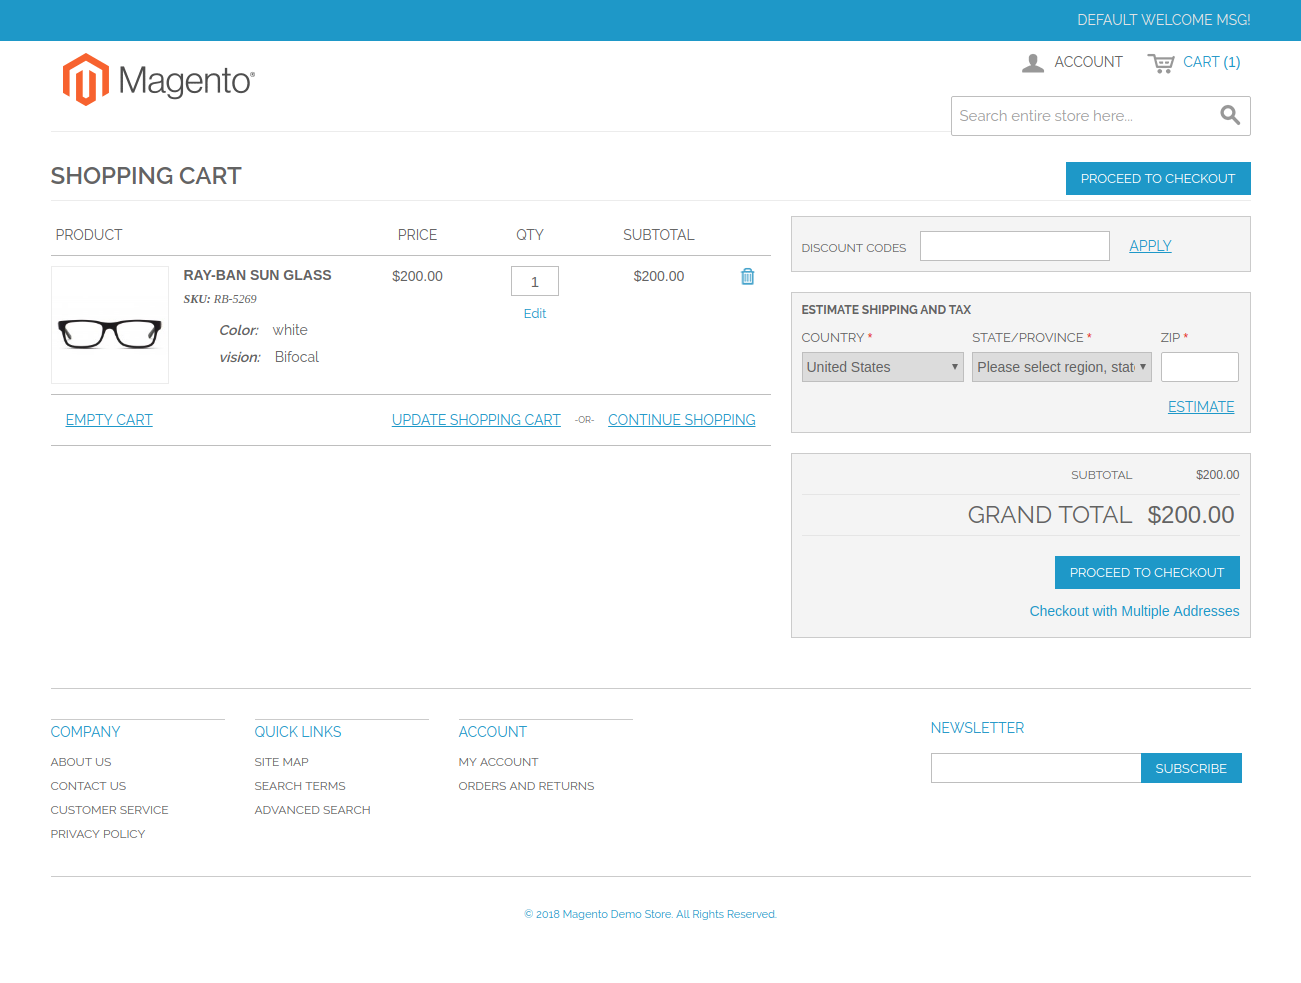 DEFAULT WELCOME MSG!
Magento®
ACCOUNT CART (1)
Search entire store here...
SHOPPING CART
PROCEED TO CHECKOUT
PRODUCT PRICE QTY SUBTOTAL
RAY-BAN SUN GLASS $200.00 1 $200.00
SKU: RB-5269
Edit
Color: white
vision: Bifocal
EMPTY CART UPDATE SHOPPING CART -OR- CONTINUE SHOPPING
DISCOUNT CODES APPLY
ESTIMATE SHIPPING AND TAX
COUNTRY * STATE/PROVINCE * ZIP *
United States Please select region, stat
ESTIMATE
SUBTOTAL $200.00
GRAND TOTAL $200.00
PROCEED TO CHECKOUT
Checkout with Multiple Addresses
COMPANY
ABOUT US
CONTACT US
CUSTOMER SERVICE
PRIVACY POLICY
QUICK LINKS
SITE MAP
SEARCH TERMS
ADVANCED SEARCH
ACCOUNT
MY ACCOUNT
ORDERS AND RETURNS
NEWSLETTER
SUBSCRIBE
© 2018 Magento Demo Store. All Rights Reserved.